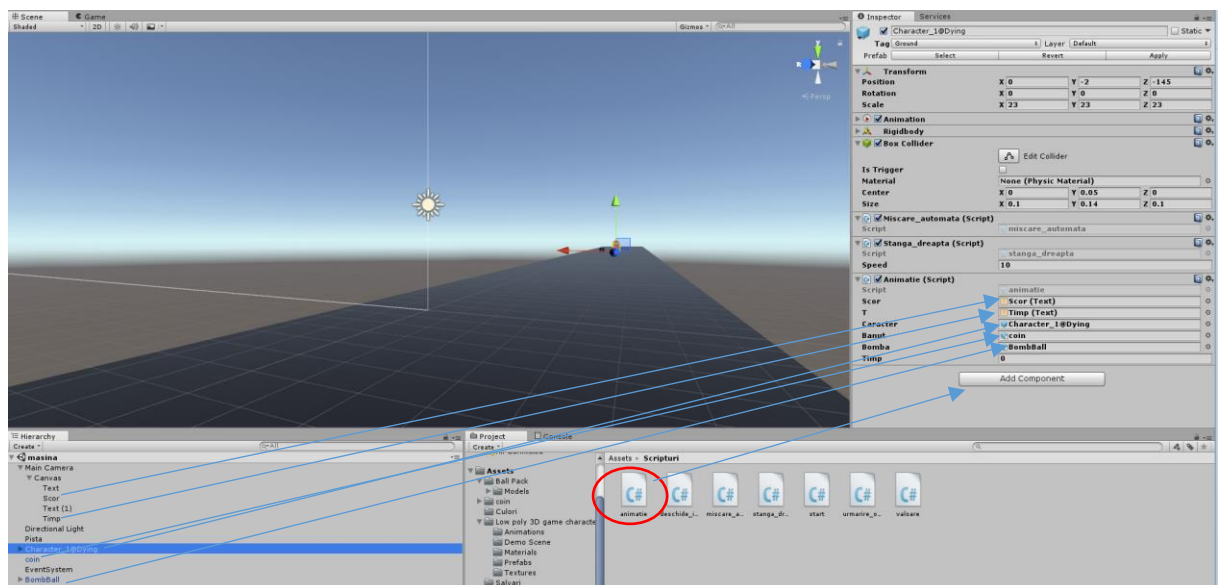 Scene Game
Shaded 2D Gizmos All
Persp
Inspector Services
Character_1@Dying Static
Tag Ground Layer Default
Prefab Select Revert Apply
Transform
Position X 0 Y -2 Z -145
Rotation X 0 Y 0 Z 0
Scale X 23 Y 23 Z 23
Animation
Rigidbody
Box Collider
Edit Collider
Is Trigger
Material None (Physic Material)
Center X 0 Y 0.05 Z 0
Size X 0.1 Y 0.14 Z 0.1
Miscare_automata (Script)
Script miscare_automata
Stanga_dreapta (Script)
Script stanga_dreapta
Speed 10
Animatie (Script)
Script animatie
Scor Scor (Text)
T Timp (Text)
Caracter Character_1@Dying
Banut coin
Bomba BombBall
Timp 0
Add Component
Hierarchy
Create All
masina
Main Camera
Canvas
Text
Scor
Text (1)
Timp
Directional Light
Pista
Character_1@Dying
coin
EventSystem
BombBall
Project Console
Create
Assets
Ball Pack
Models
coin
Culori
Low poly 3D game characte
Animations
Demo Scene
Materials
Prefabs
Textures
Salvari
Assets Scripturi
C# C# C# C# C# C# C#
animatie deschide_i... miscare_a... stanga_dr... start urmarire_o... valoare